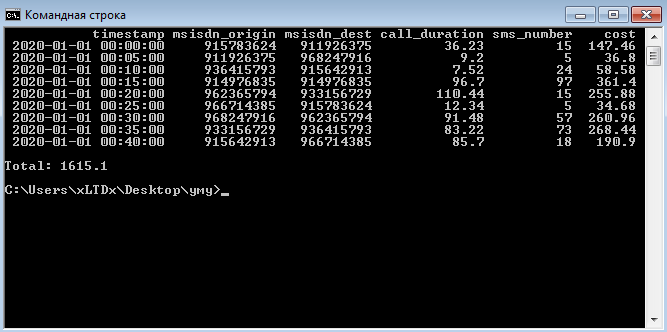 Командная строка
timestamp msisdn_origin msisdn_dest call_duration sms_number cost
2020-01-01 00:00:00 915783624 911926375 36.23 15 147.46
2020-01-01 00:05:00 911926375 968247916 9.2 5 36.8
2020-01-01 00:10:00 936415793 915642913 7.52 24 58.58
2020-01-01 00:15:00 914976835 914976835 96.7 97 361.4
2020-01-01 00:20:00 962365794 933156729 110.44 15 255.88
2020-01-01 00:25:00 966714385 915783624 12.34 5 34.68
2020-01-01 00:30:00 968247916 962365794 91.48 57 260.96
2020-01-01 00:35:00 933156729 936415793 83.22 73 268.44
2020-01-01 00:40:00 915642913 966714385 85.7 18 190.9
Total: 1615.1
C:\Users\xLTDx\Desktop\уму>_